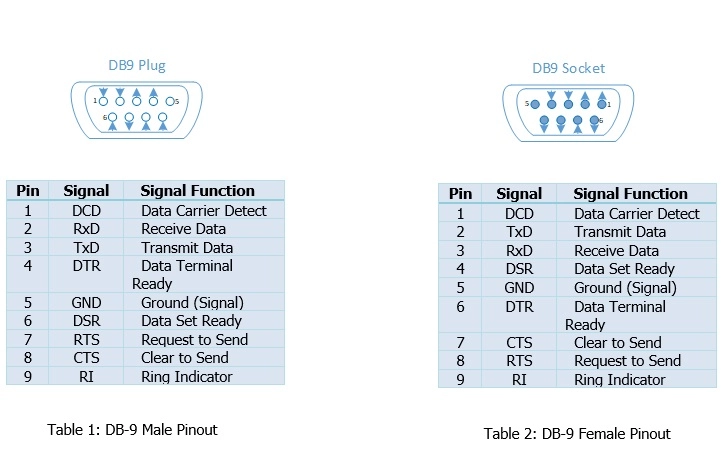 DB9 Plug
1 5
6
Pin Signal Signal Function
1 DCD Data Carrier Detect
2 RxD Receive Data
3 TxD Transmit Data
4 DTR Data Terminal
Ready
5 GND Ground (Signal)
6 DSR Data Set Ready
7 RTS Request to Send
8 CTS Clear to Send
9 RI Ring Indicator
Table 1: DB-9 Male Pinout
DB9 Socket
5 1
6
Pin Signal Signal Function
1 DCD Data Carrier Detect
2 TxD Transmit Data
3 RxD Receive Data
4 DSR Data Set Ready
5 GND Ground (Signal)
6 DTR Data Terminal
Ready
7 CTS Clear to Send
8 RTS Request to Send
9 RI Ring Indicator
Table 2: DB-9 Female Pinout